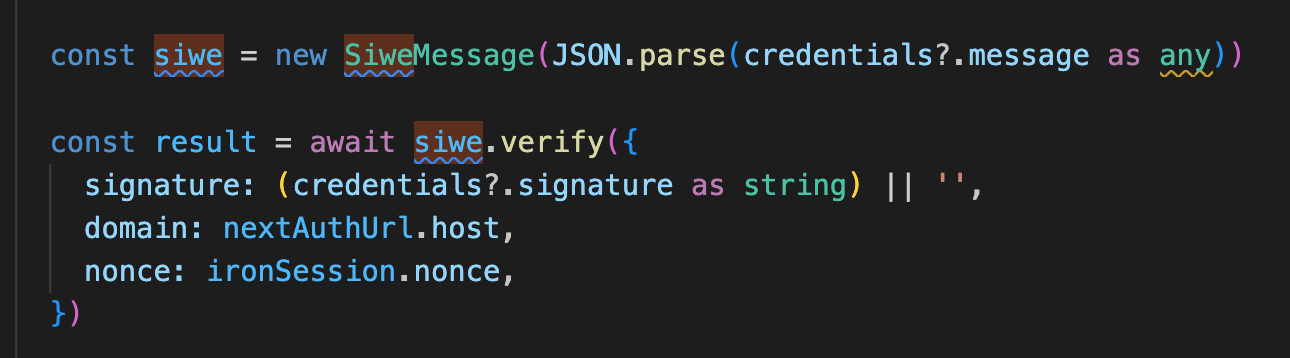 const siwe = new SiweMessage(JSON.parse(credentials?.message as any))
const result = await siwe.verify({
signature: (credentials?.signature as string) || '',
domain: nextAuthUrl.host,
nonce: ironSession.nonce,
})